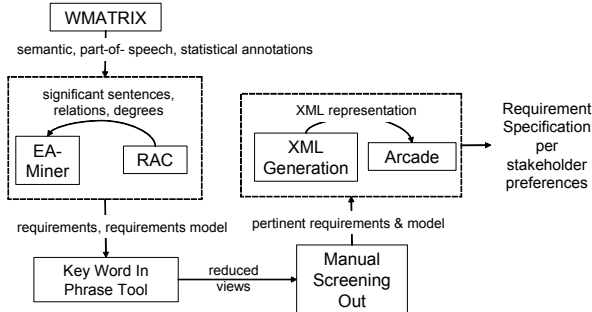 WMATRIX
semantic, part-of- speech, statistical annotations
significant sentences,
relations, degrees
EA-
Miner
RAC
requirements, requirements model
Key Word In
Phrase Tool
reduced
views
Manual
Screening
Out
pertinent requirements & model
XML representation
XML
Generation
Arcade
Requirement
Specification
per
stakeholder
preferences